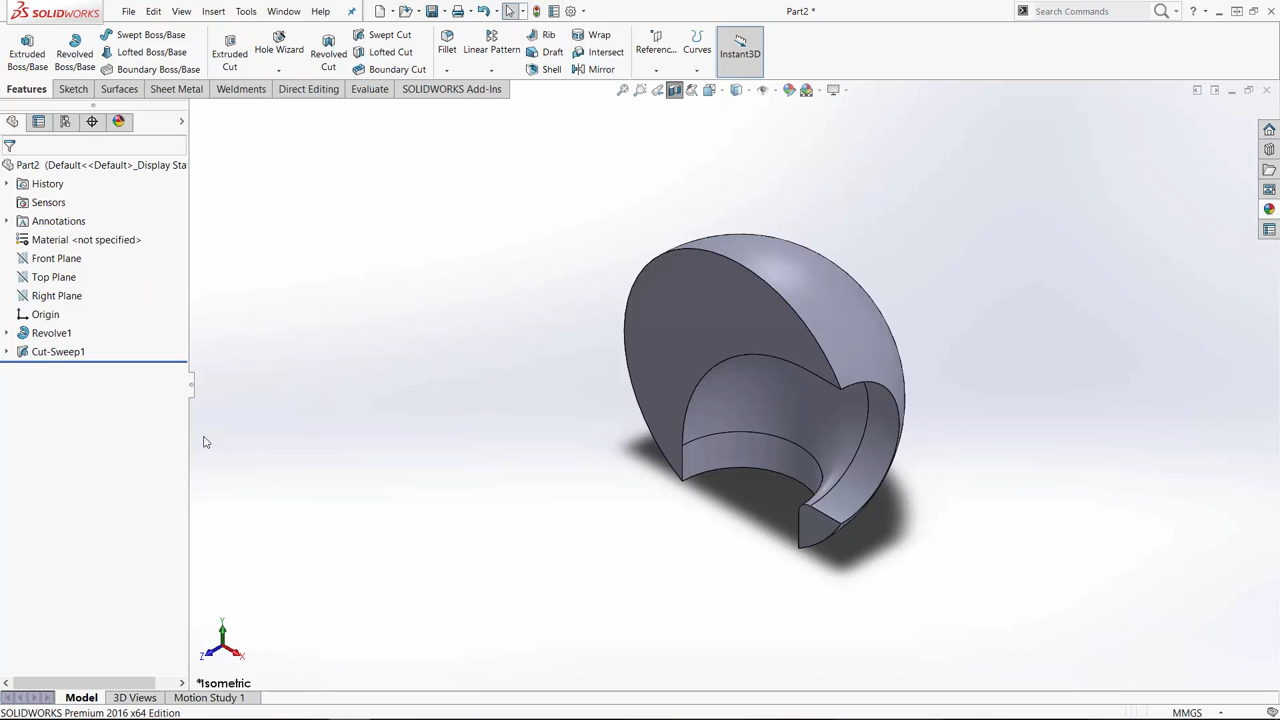 SOLIDWORKS File Edit View Insert Tools Window Help Part2 * Search Commands
Extruded Boss/Base
Revolved Boss/Base
Swept Boss/Base
Lofted Boss/Base
Boundary Boss/Base
Extruded Cut
Hole Wizard
Revolved Cut
Swept Cut
Lofted Cut
Boundary Cut
Fillet
Linear Pattern
Rib
Draft
Shell
Wrap
Intersect
Mirror
Referenc...
Curves
Instant3D
Features Sketch Surfaces Sheet Metal Weldments Direct Editing Evaluate SOLIDWORKS Add-Ins
Part2 (Default<<Default>_Display Sta
History
Sensors
Annotations
Material <not specified>
Front Plane
Top Plane
Right Plane
Origin
Revolve1
Cut-Sweep1
Y
Z X
*Isometric
Model 3D Views Motion Study 1
SOLIDWORKS Premium 2016 x64 Edition MMGS